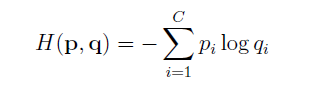 H(p, q) = − ∑_{i=1}^{C} p_i log q_i